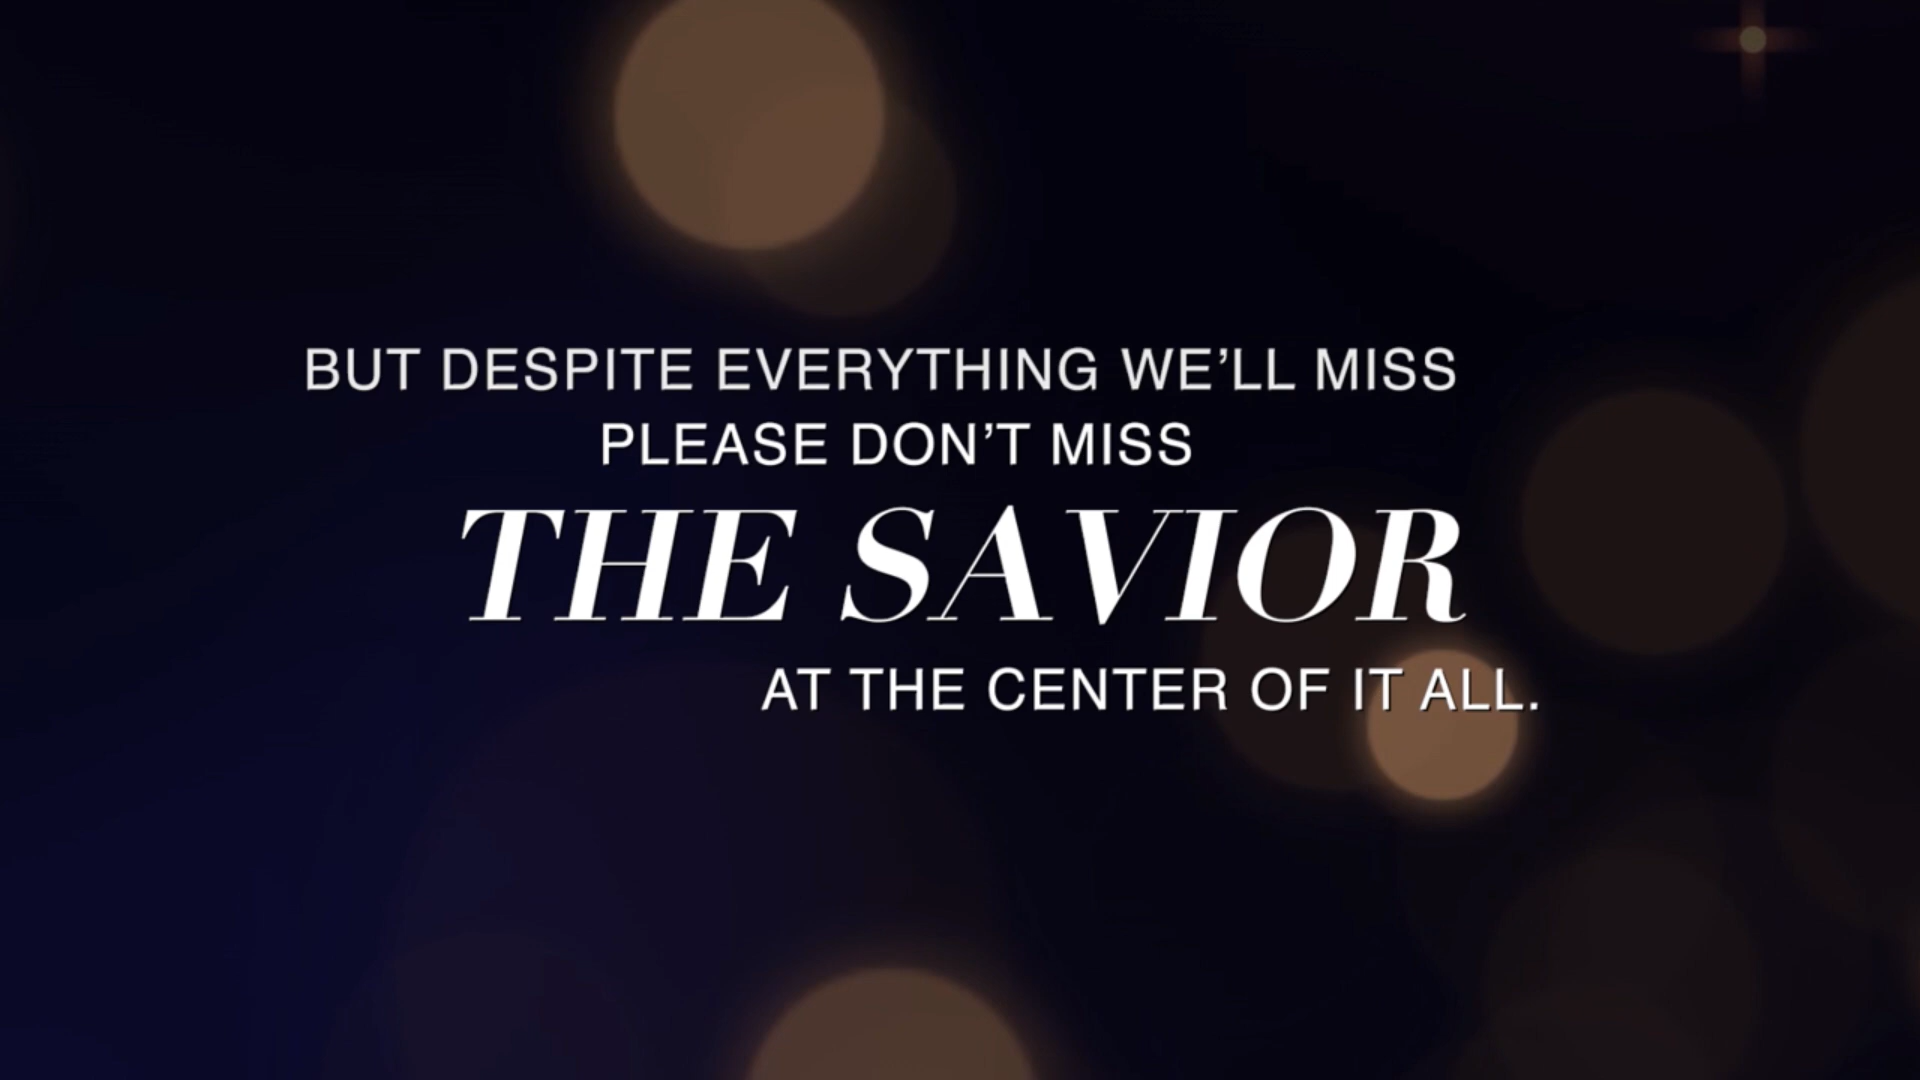 BUT DESPITE EVERYTHING WE’LL MISS
PLEASE DON’T MISS
THE SAVIOR
AT THE CENTER OF IT ALL.